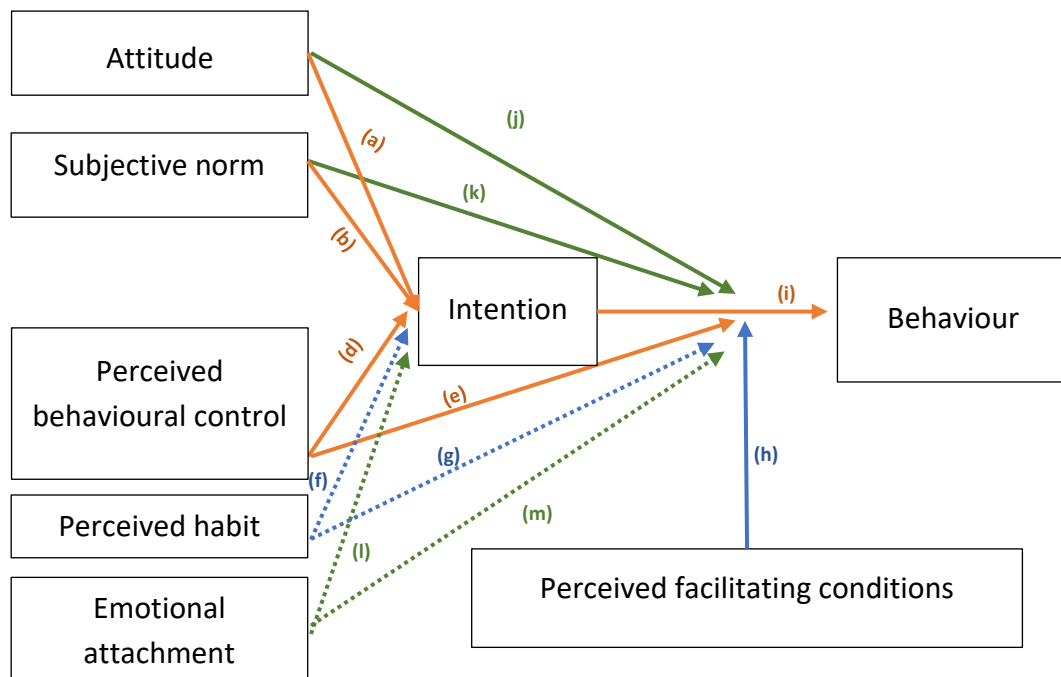 Attitude
(j)
(a)
Subjective norm
(k)
(b)
Intention
(i)
Behaviour
(d)
Perceived
behavioural control
(e)
(f)
(g)
(h)
Perceived habit
(m)
(l)
Perceived facilitating conditions
Emotional
attachment